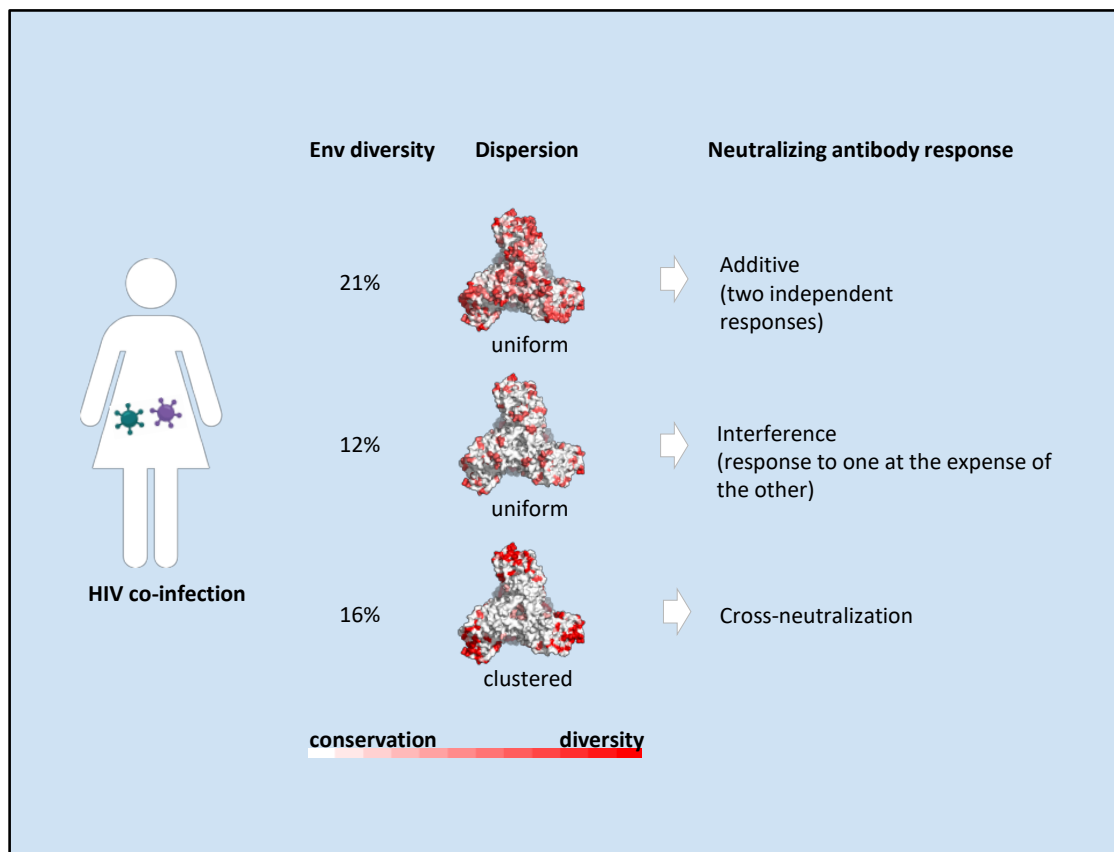 Env diversity Dispersion Neutralizing antibody response
21%
uniform
Additive
(two independent
responses)
12%
uniform
Interference
(response to one at the expense of
the other)
HIV co-infection
16%
clustered
Cross-neutralization
conservation diversity